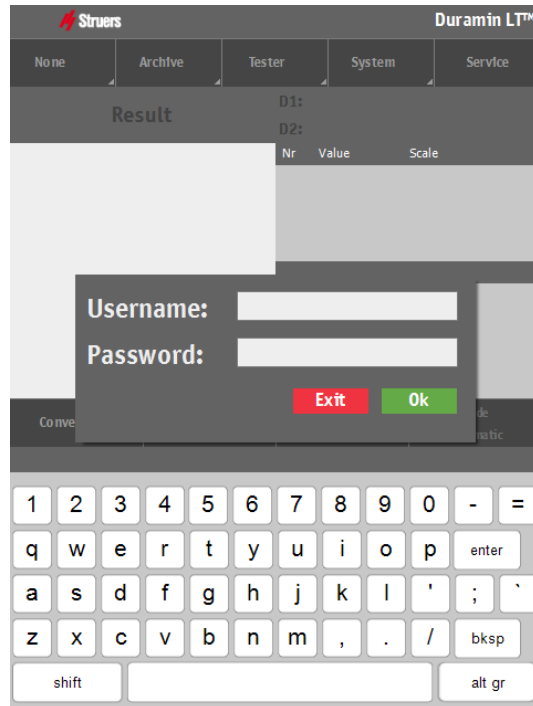 Struers Duramin LT™
None Archive Tester System Service
Result
D1:
D2:
Nr Value Scale
Username:
Password:
Exit Ok
1 2 3 4 5 6 7 8 9 0 - =
q w e r t y u i o p enter
a s d f g h j k l ' ; `
z x c v b n m , . / bksp
shift alt gr